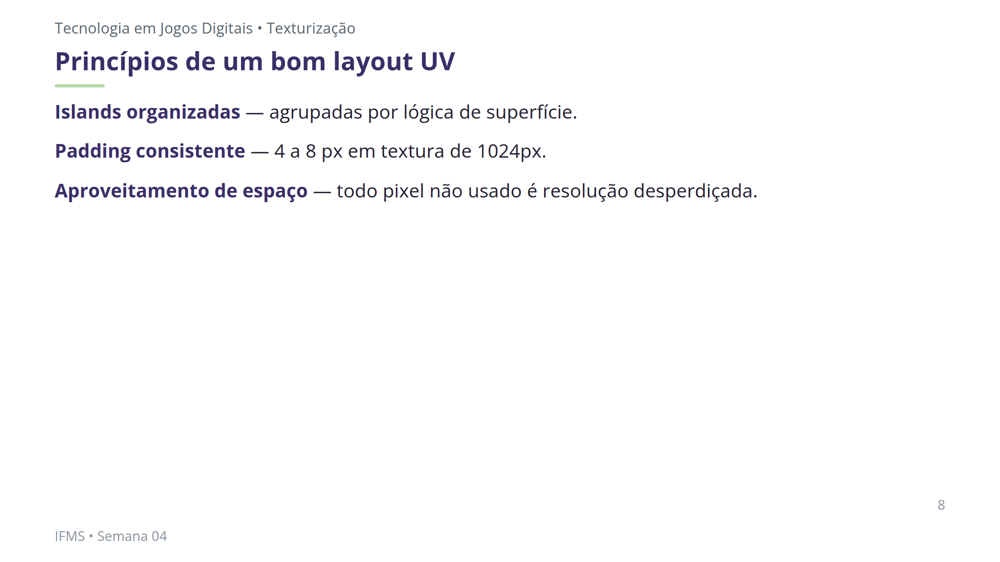 Tecnologia em Jogos Digitais • Texturização
Princípios de um bom layout UV
Islands organizadas — agrupadas por lógica de superfície.
Padding consistente — 4 a 8 px em textura de 1024px.
Aproveitamento de espaço — todo pixel não usado é resolução desperdiçada.
8
IFMS • Semana 04